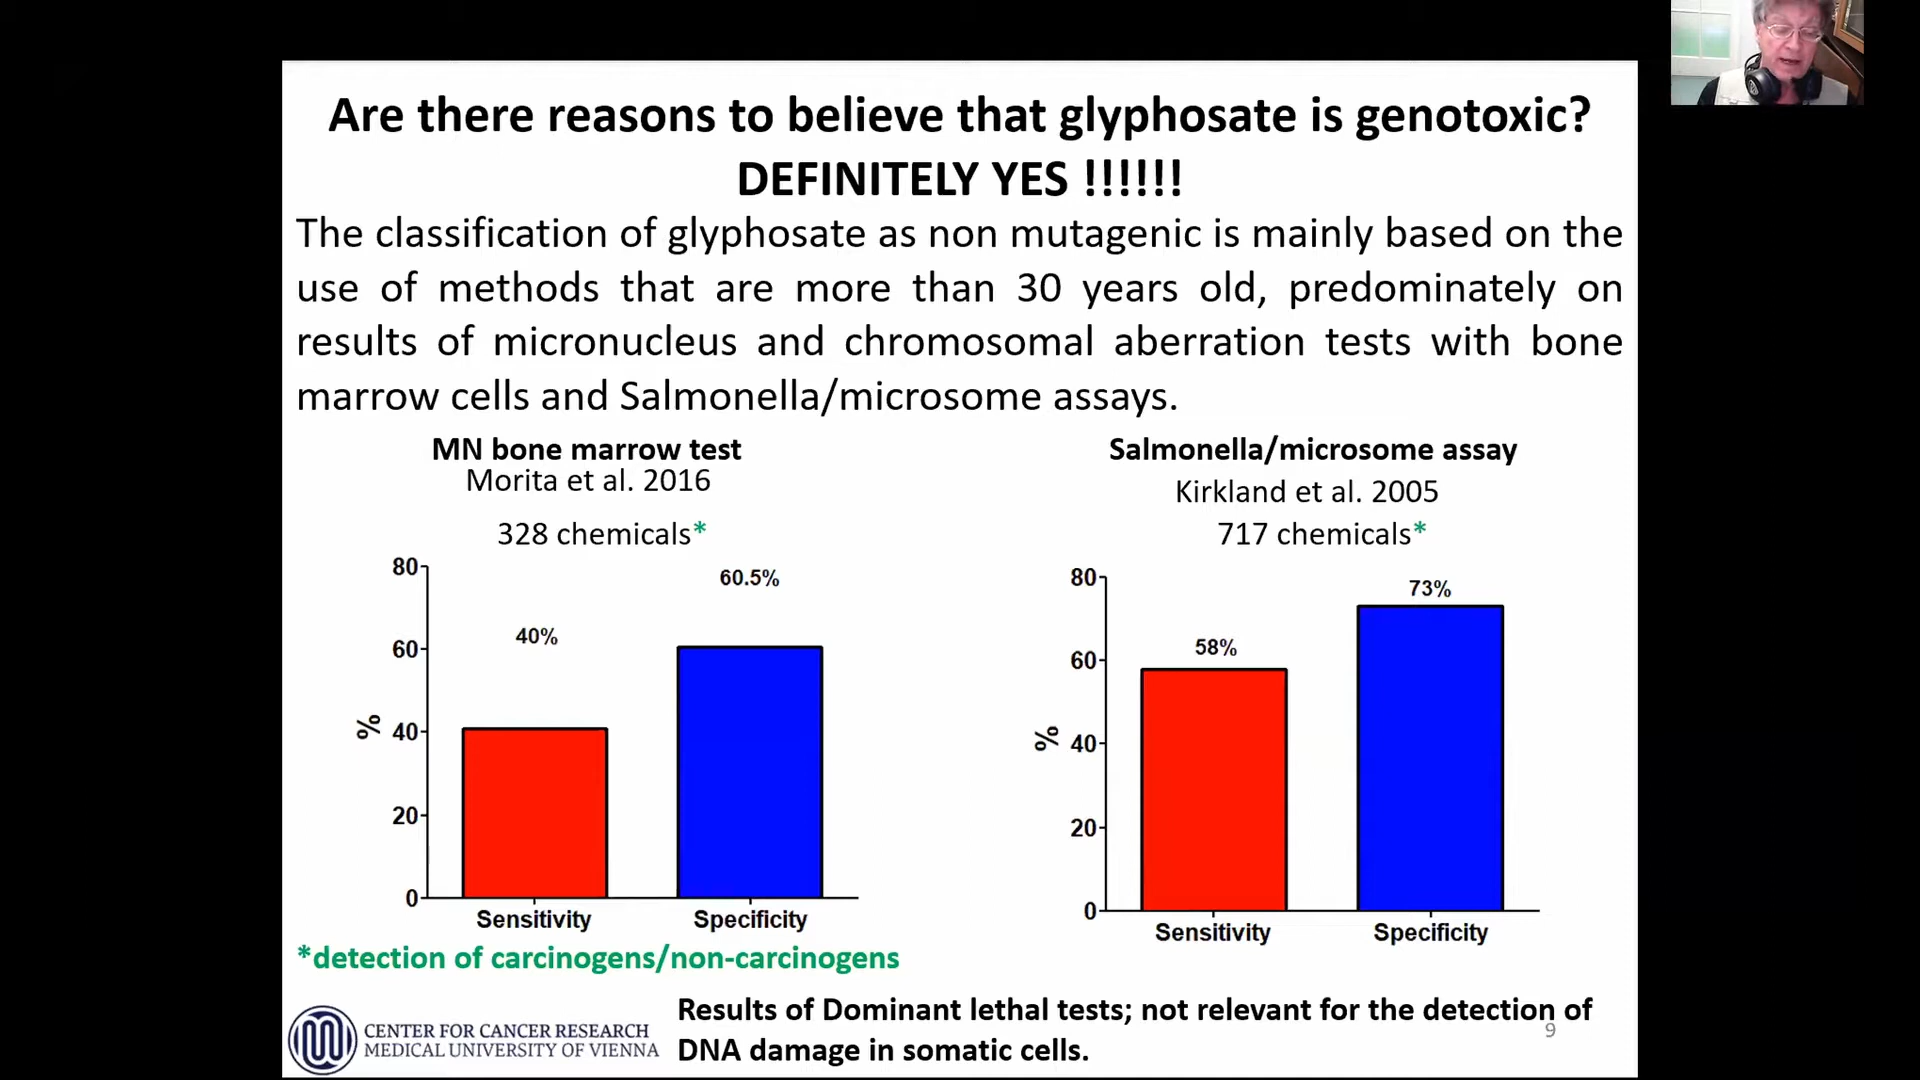 Are there reasons to believe that glyphosate is genotoxic?
DEFINITELY YES !!!!!!
The classification of glyphosate as non mutagenic is mainly based on the
use of methods that are more than 30 years old, predominately on
results of micronucleus and chromosomal aberration tests with bone
marrow cells and Salmonella/microsome assays.
MN bone marrow test
Morita et al. 2016
328 chemicals*
80
60
40
20
0
%
40%
60.5%
Sensitivity
Specificity
Salmonella/microsome assay
Kirkland et al. 2005
717 chemicals*
80
60
40
20
0
%
58%
73%
Sensitivity
Specificity
*detection of carcinogens/non-carcinogens
CENTER FOR CANCER RESEARCH
MEDICAL UNIVERSITY OF VIENNA
Results of Dominant lethal tests; not relevant for the detection of
DNA damage in somatic cells.
9